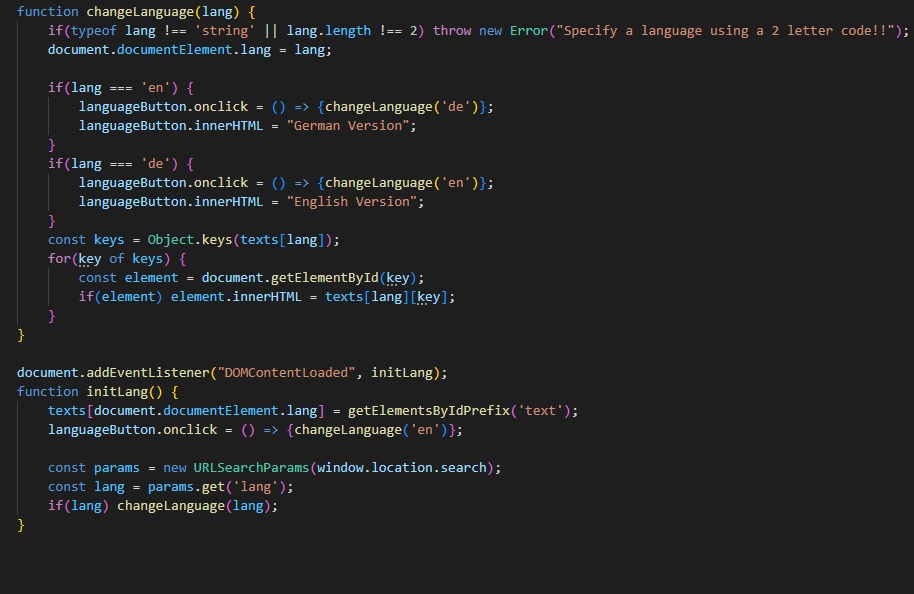 function changeLanguage(lang) {
    if(typeof lang !== 'string' || lang.length !== 2) throw new Error("Specify a language using a 2 letter code!!");
    document.documentElement.lang = lang;

    if(lang === 'en') {
        languageButton.onclick = () => {changeLanguage('de')};
        languageButton.innerHTML = "German Version";
    }
    if(lang === 'de') {
        languageButton.onclick = () => {changeLanguage('en')};
        languageButton.innerHTML = "English Version";
    }
    const keys = Object.keys(texts[lang]);
    for(key of keys) {
        const element = document.getElementById(key);
        if(element) element.innerHTML = texts[lang][key];
    }
}

document.addEventListener("DOMContentLoaded", initLang);
function initLang() {
    texts[document.documentElement.lang] = getElementsByIdPrefix('text');
    languageButton.onclick = () => {changeLanguage('en')};

    const params = new URLSearchParams(window.location.search);
    const lang = params.get('lang');
    if(lang) changeLanguage(lang);
}